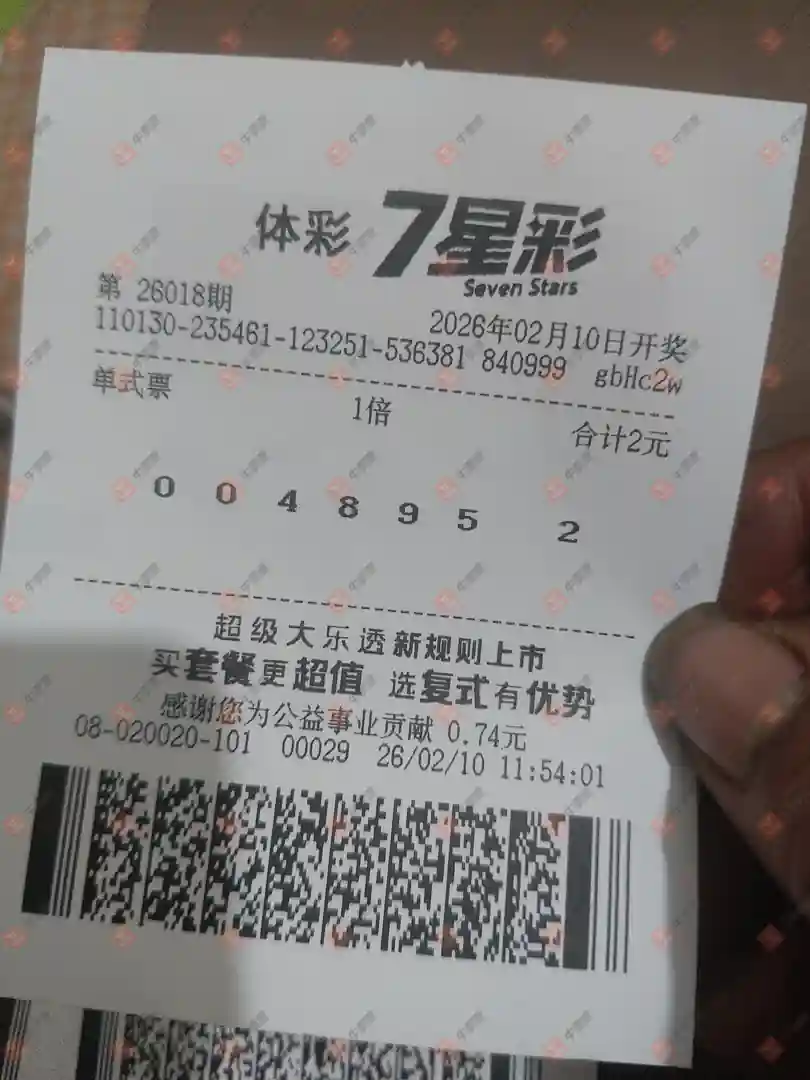 体彩 7星彩
Seven Stars
第 26018期
2026年02月10日开奖
110130-235461-123251-536381 840999 gbHc2w
单式票 1倍 合计2元
0 0 4 8 9 5 2
超级大乐透新规则上市
买套餐更超值 选复式有优势
感谢您为公益事业贡献 0.74元
08-020020-101 00029 26/02/10 11:54:01